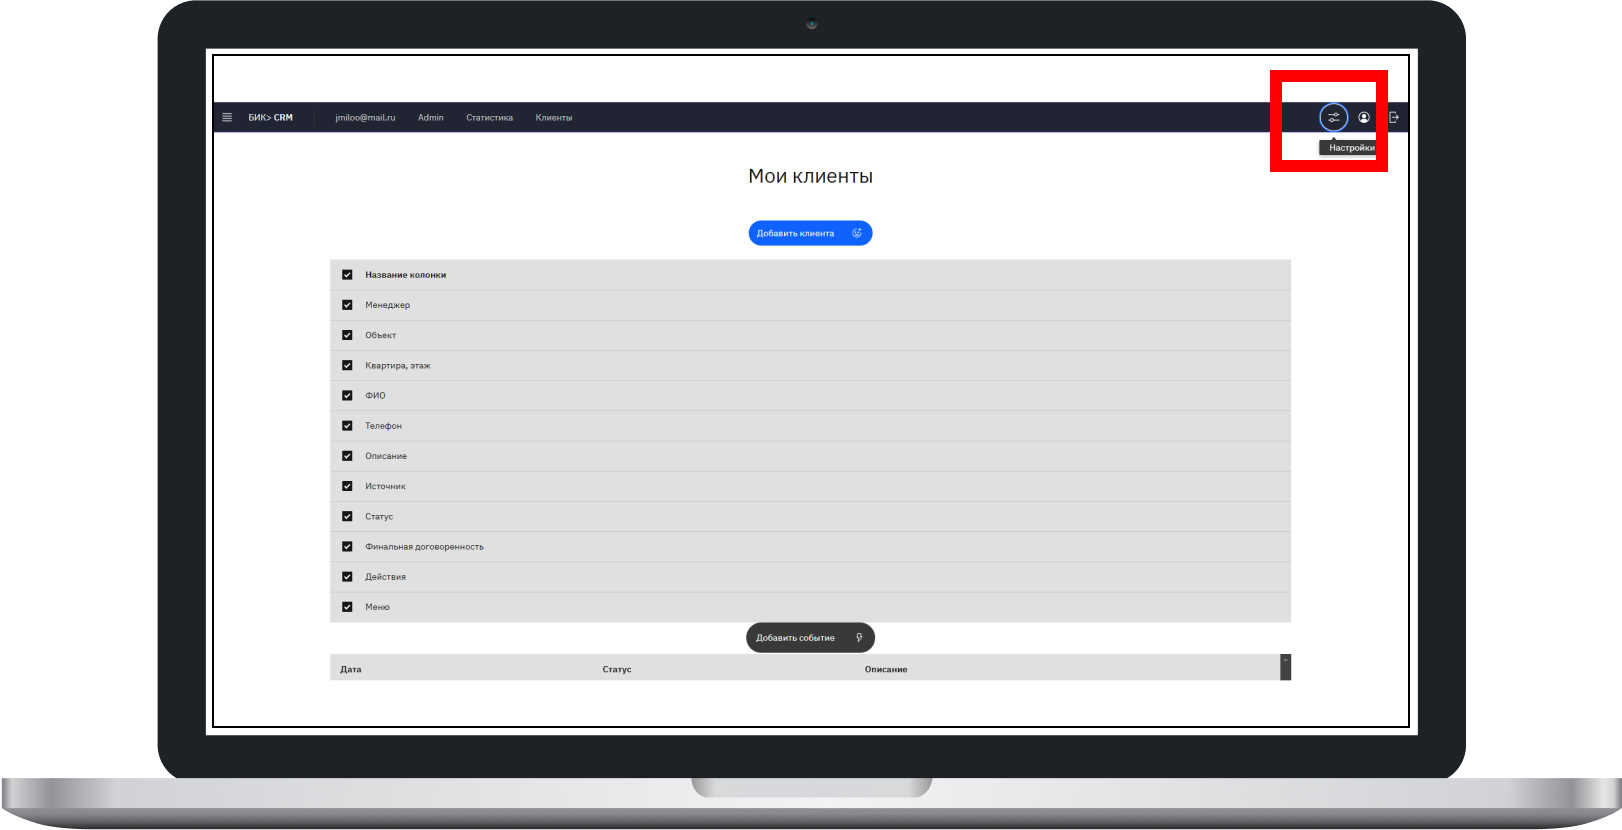 БИК> CRM jmiloo@mail.ru Admin Статистика Клиенты
Настройки
Мои клиенты
Добавить клиента
Название колонки
Менеджер
Объект
Квартира, этаж
ФИО
Телефон
Описание
Источник
Статус
Финальная договоренность
Действия
Меню
Добавить событие
Дата Статус Описание